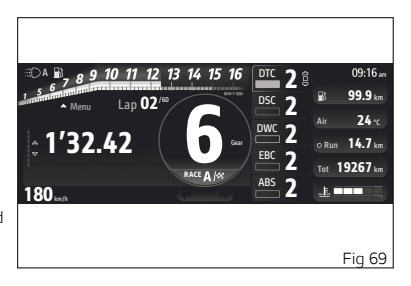 A
1 5 6 7 8 9 10 11 12 13 14 15 16
RPM × 1000
DTC 2
09:16 am
Menu
Lap 02/60
DSC 2
99.9 km
1'32.42
6
Gear
DWC 2
Air 24 °C
EBC 2
Run 14.7 km
RACE A/
ABS 2
Tot 19267 km
180 km/h
d
Fig 69